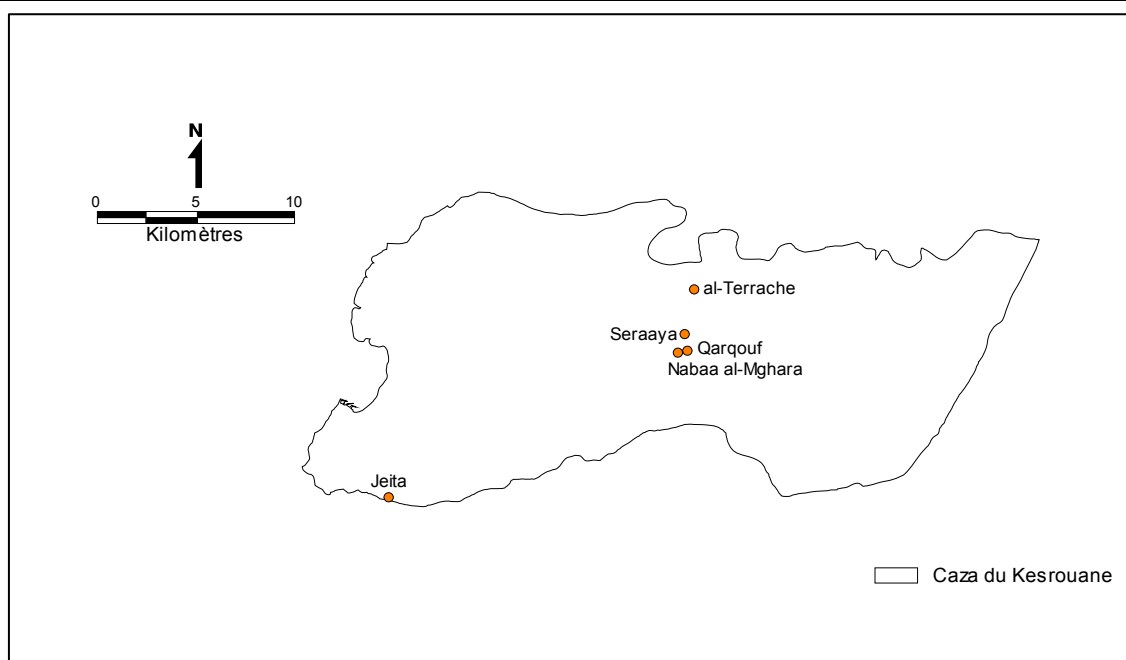 N
0 5 10
Kilomètres
al-Terrache
Seraaya
Qarqouf
Nabaa al-Mghara
Jeita
Caza du Kesrouane